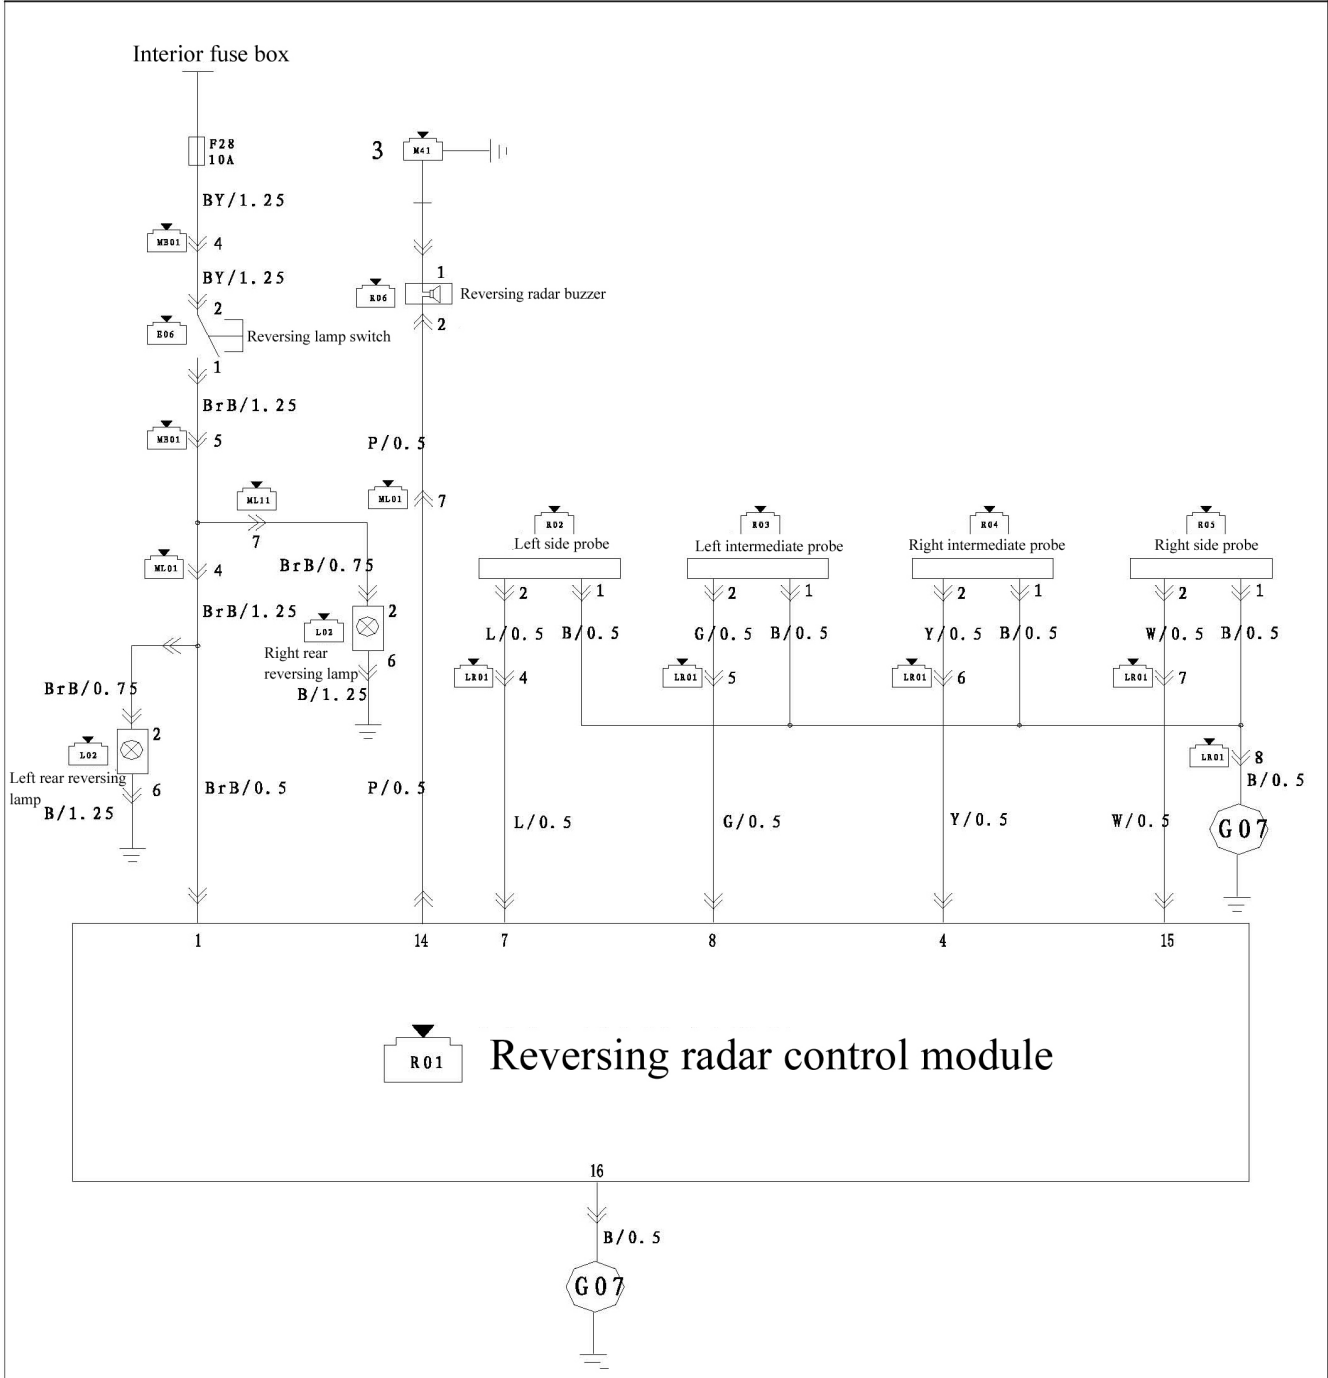 Interior fuse box
F28
10A
3
M41
BY/1.25
MB01
4
BY/1.25
2
1
R06
Reversing radar buzzer
E06
Reversing lamp switch
2
1
BrB/1.25
MB01
5
P/0.5
ML11
ML01
7
7
R02
R03
R04
R05
Left side probe
Left intermediate probe
Right intermediate probe
Right side probe
ML01
4
BrB/0.75
2
1
2
1
2
1
2
1
BrB/1.25
2
L02
L/0.5
B/0.5
G/0.5
B/0.5
Y/0.5
B/0.5
W/0.5
B/0.5
Right rear
reversing lamp
6
B/1.25
LR01
4
LR01
5
LR01
6
LR01
7
BrB/0.75
2
L02
LR01
8
Left rear reversing
lamp
6
B/1.25
BrB/0.5
P/0.5
B/0.5
L/0.5
G/0.5
Y/0.5
W/0.5
G07
1
14
7
8
4
15
R01
Reversing radar control module
16
B/0.5
G07